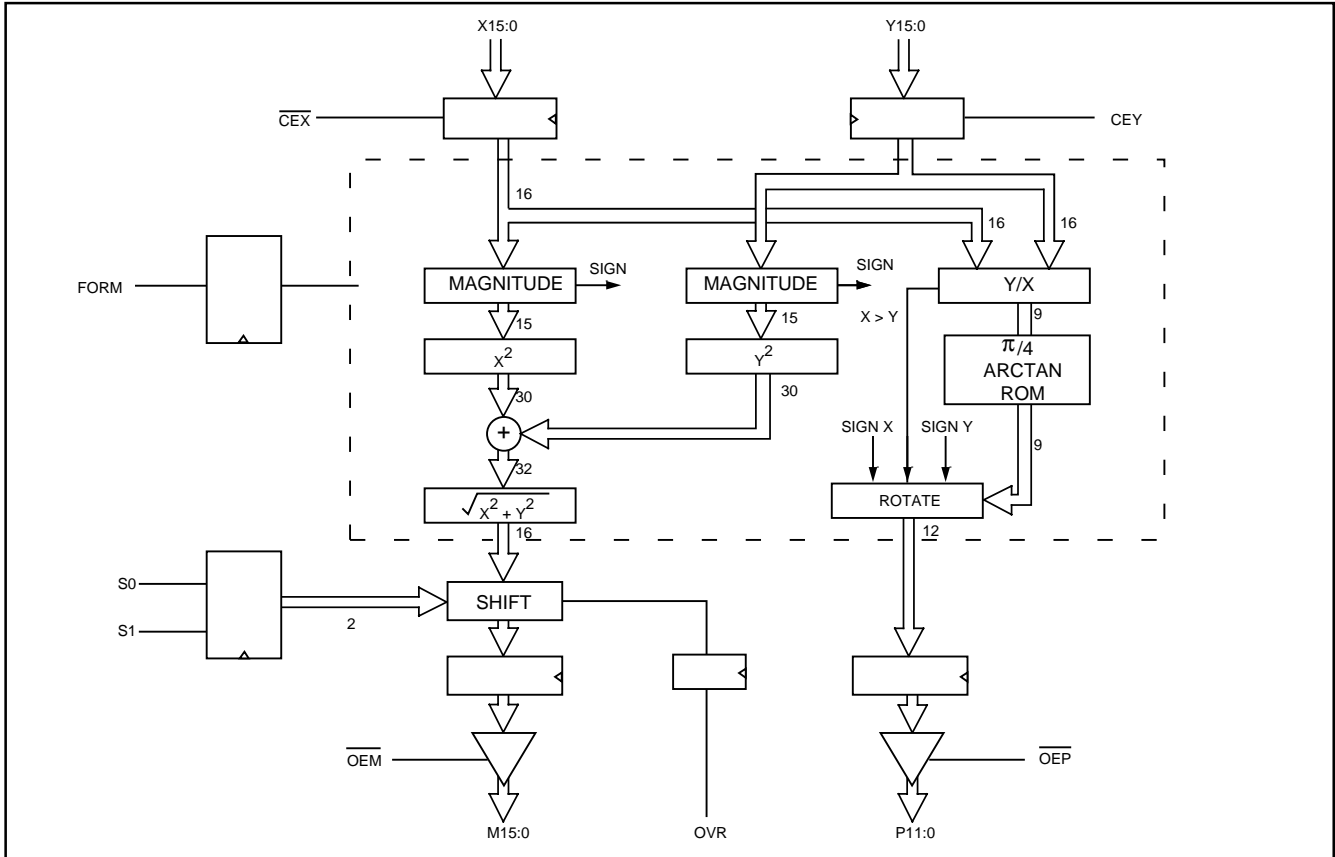 X15:0
Y15:0
CEX
CEY
16
16
16
FORM
MAGNITUDE
SIGN
MAGNITUDE
SIGN
Y/X
15
15
X > Y
9
X²
Y²
π/4
ARCTAN
ROM
30
30
+
SIGN X
SIGN Y
9
32
√X² + Y²
ROTATE
16
12
S0
S1
2
SHIFT
OEM
OEP
M15:0
OVR
P11:0